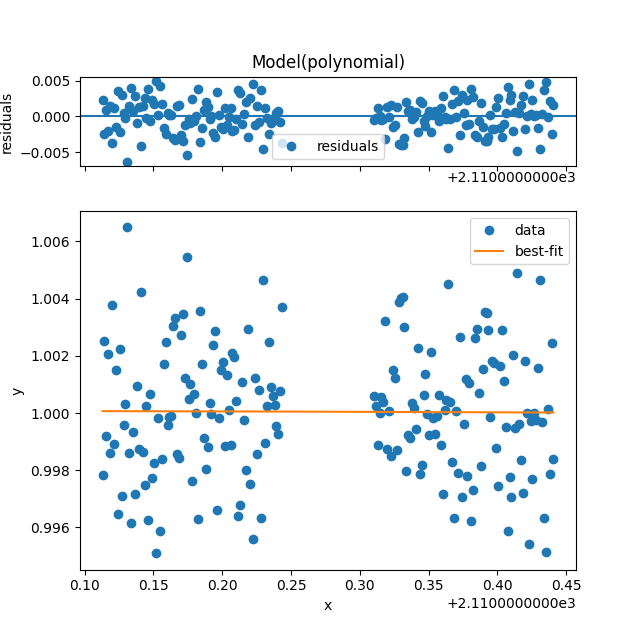 Model(polynomial)
0.005
0.000
−0.005
residuals
residuals
+2.1100000000e3
1.006
1.004
1.002
1.000
0.998
0.996
y
data
best-fit
0.10 0.15 0.20 0.25 0.30 0.35 0.40 0.45
x
+2.1100000000e3